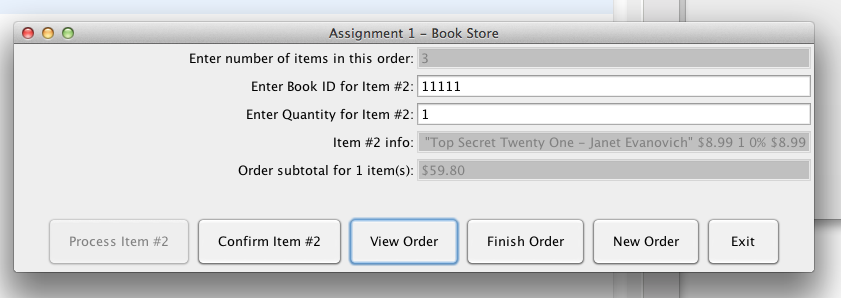 Assignment 1 – Book Store
Enter number of items in this order: 3
Enter Book ID for Item #2: 11111
Enter Quantity for Item #2: 1
Item #2 info: "Top Secret Twenty One – Janet Evanovich" $8.99 1 0% $8.99
Order subtotal for 1 item(s): $59.80
Process Item #2 Confirm Item #2 View Order Finish Order New Order Exit